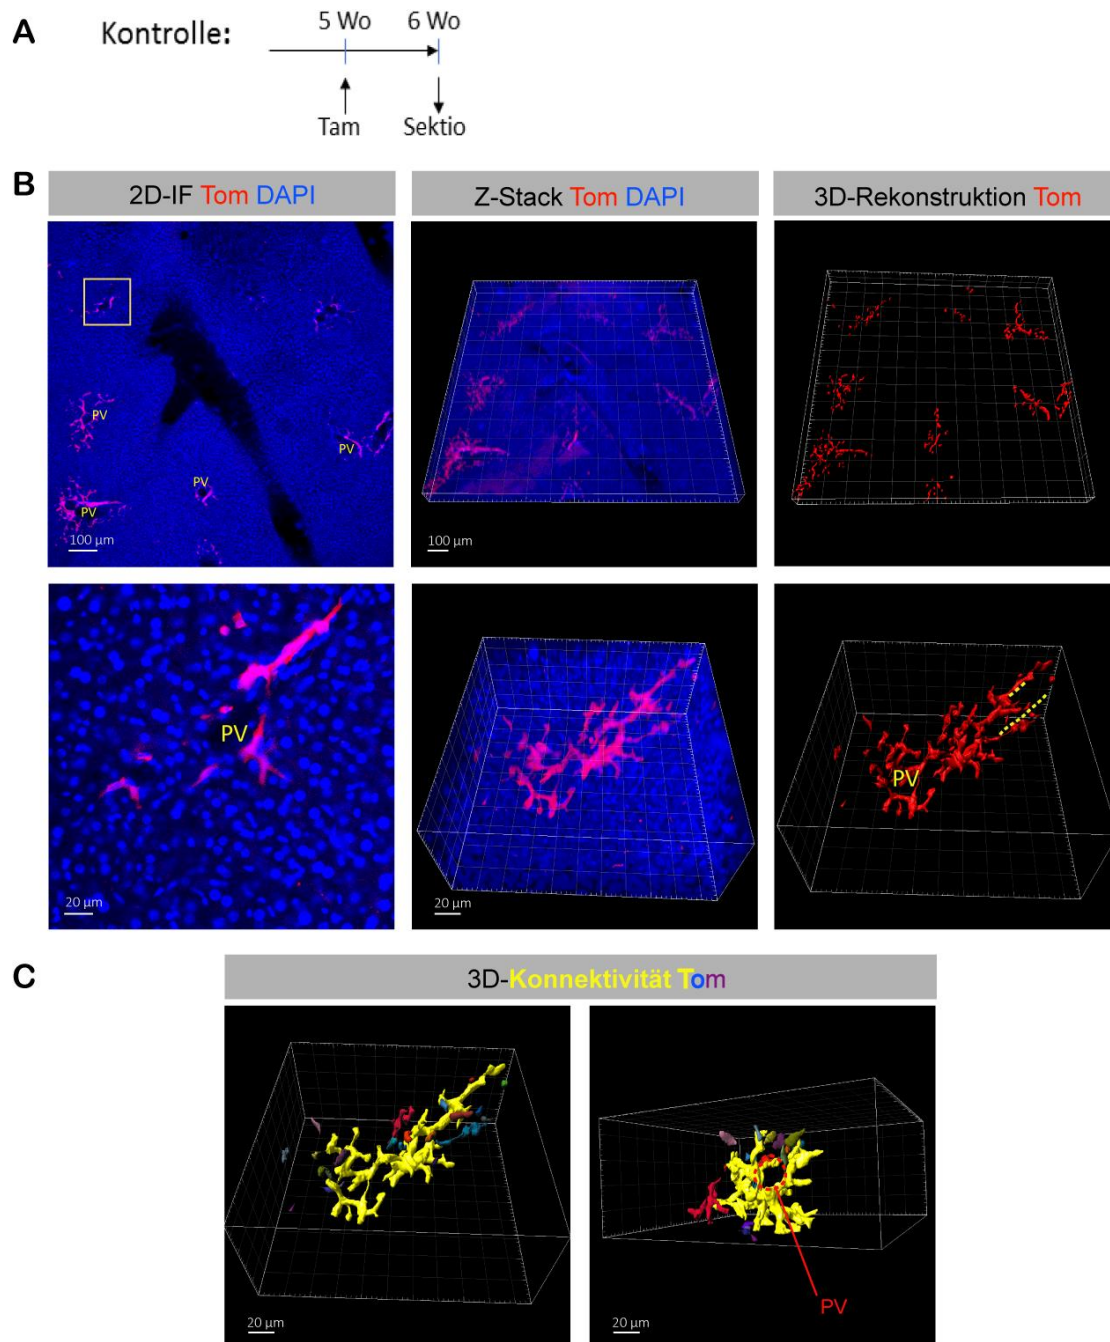 A
Kontrolle:
5 Wo
6 Wo
Tam
Sektio
B
2D-IF Tom DAPI
Z-Stack Tom DAPI
3D-Rekonstruktion Tom
PV
PV
PV
PV
100 µm
100 µm
PV
20 µm
20 µm
PV
C
3D-Konnektivität Tom
20 µm
20 µm
PV